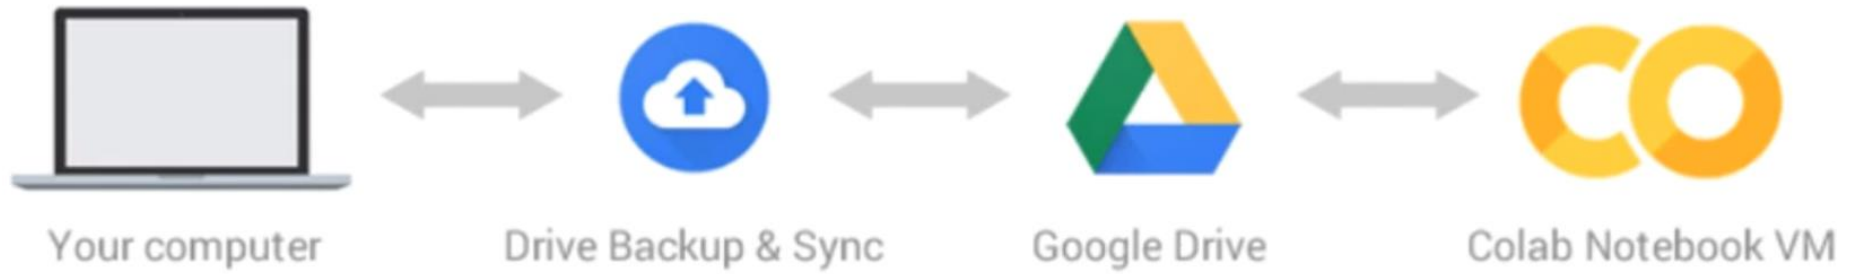 Your computer
Drive Backup & Sync
Google Drive
Colab Notebook VM